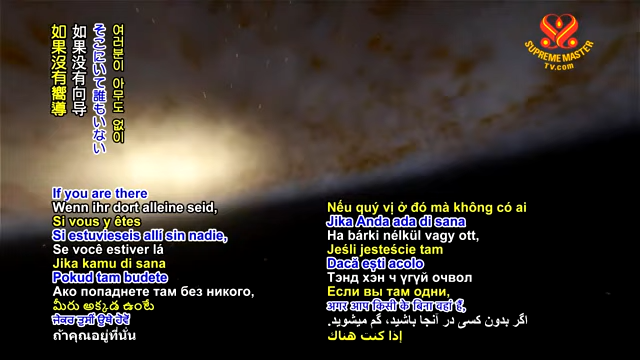 如果沒有嚮導
如果没有向导
そこにいて誰もいない
여러분이 아무도 없이
SUPREME MASTER
Tv.com
If you are there
Wenn ihr dort alleine seid,
Si vous y êtes
Si estuvieseis allí sin nadie,
Se você estiver lá
Jika kamu di sana
Pokud tam budete
Ако попаднете там без никого,
మీరు అక్కడ ఉంటే
ਜੇਕਰ ਤੁਸੀਂ ਉਥੇ ਹੋਵੋਂ
ถ้าคุณอยู่ที่นั่น
Nếu quý vị ở đó mà không có ai
Jika Anda ada di sana
Ha bárki nélkül vagy ott,
Jeśli jesteście tam
Dacă ești acolo
Тэнд хэн ч үгүй очвол
Если вы там одни,
अगर आप किसी के बिना वहां हैं,
اگر بدون کسی در آنجا باشید، گم میشوید.
إذا كنت هناك